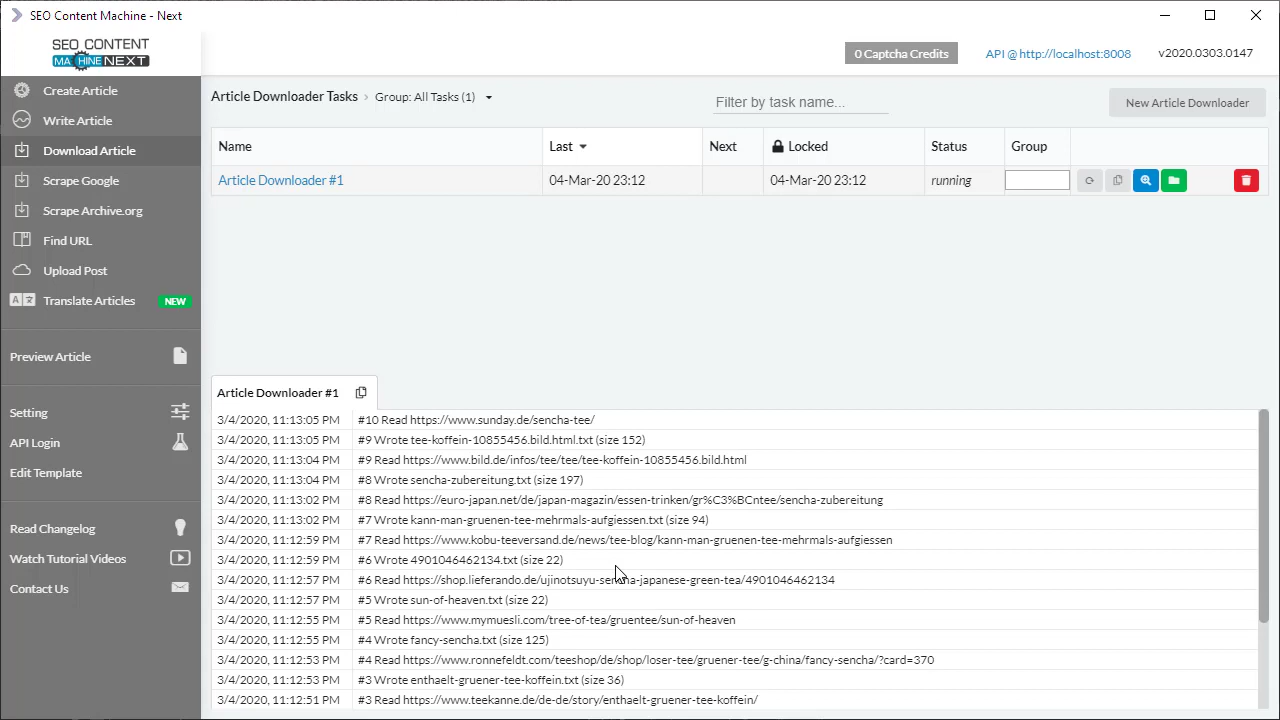 SEO Content Machine - Next
SEO CONTENT
MACHINE NEXT
0 Captcha Credits
API @ http://localhost:8008
v2020.0303.0147
Create Article
Write Article
Download Article
Scrape Google
Scrape Archive.org
Find URL
Upload Post
Translate Articles NEW
Preview Article
Setting
API Login
Edit Template
Read Changelog
Watch Tutorial Videos
Contact Us
Article Downloader Tasks > Group: All Tasks (1)
Filter by task name...
New Article Downloader
Name Last Next Locked Status Group
Article Downloader #1 04-Mar-20 23:12 04-Mar-20 23:12 running
Article Downloader #1
3/4/2020, 11:13:05 PM #10 Read https://www.sunday.de/sencha-tee/
3/4/2020, 11:13:05 PM #9 Wrote tee-koffein-10855456.bild.html.txt (size 152)
3/4/2020, 11:13:04 PM #9 Read https://www.bild.de/infos/tee/tee/tee-koffein-10855456.bild.html
3/4/2020, 11:13:04 PM #8 Wrote sencha-zubereitung.txt (size 197)
3/4/2020, 11:13:02 PM #8 Read https://euro-japan.net/de/japan-magazin/essen-trinken/gr%C3%BCntee/sencha-zubereitung
3/4/2020, 11:13:02 PM #7 Wrote kann-man-gruenen-tee-mehrmals-aufgiessen.txt (size 94)
3/4/2020, 11:12:59 PM #7 Read https://www.kobu-teeversand.de/news/tee-blog/kann-man-gruenen-tee-mehrmals-aufgiessen
3/4/2020, 11:12:59 PM #6 Wrote 4901046462134.txt (size 22)
3/4/2020, 11:12:57 PM #6 Read https://shop.lieferando.de/ujinotsuyu-sencha-japanese-green-tea/4901046462134
3/4/2020, 11:12:57 PM #5 Wrote sun-of-heaven.txt (size 22)
3/4/2020, 11:12:55 PM #5 Read https://www.mymuesli.com/tree-of-tea/gruentee/sun-of-heaven
3/4/2020, 11:12:55 PM #4 Wrote fancy-sencha.txt (size 125)
3/4/2020, 11:12:53 PM #4 Read https://www.ronnefeldt.com/teeshop/de/shop/loser-tee/gruener-tee/g-china/fancy-sencha/?card=370
3/4/2020, 11:12:53 PM #3 Wrote enthaelt-gruener-tee-koffein.txt (size 36)
3/4/2020, 11:12:51 PM #3 Read https://www.teekanne.de/de-de/story/enthaelt-gruener-tee-koffein/